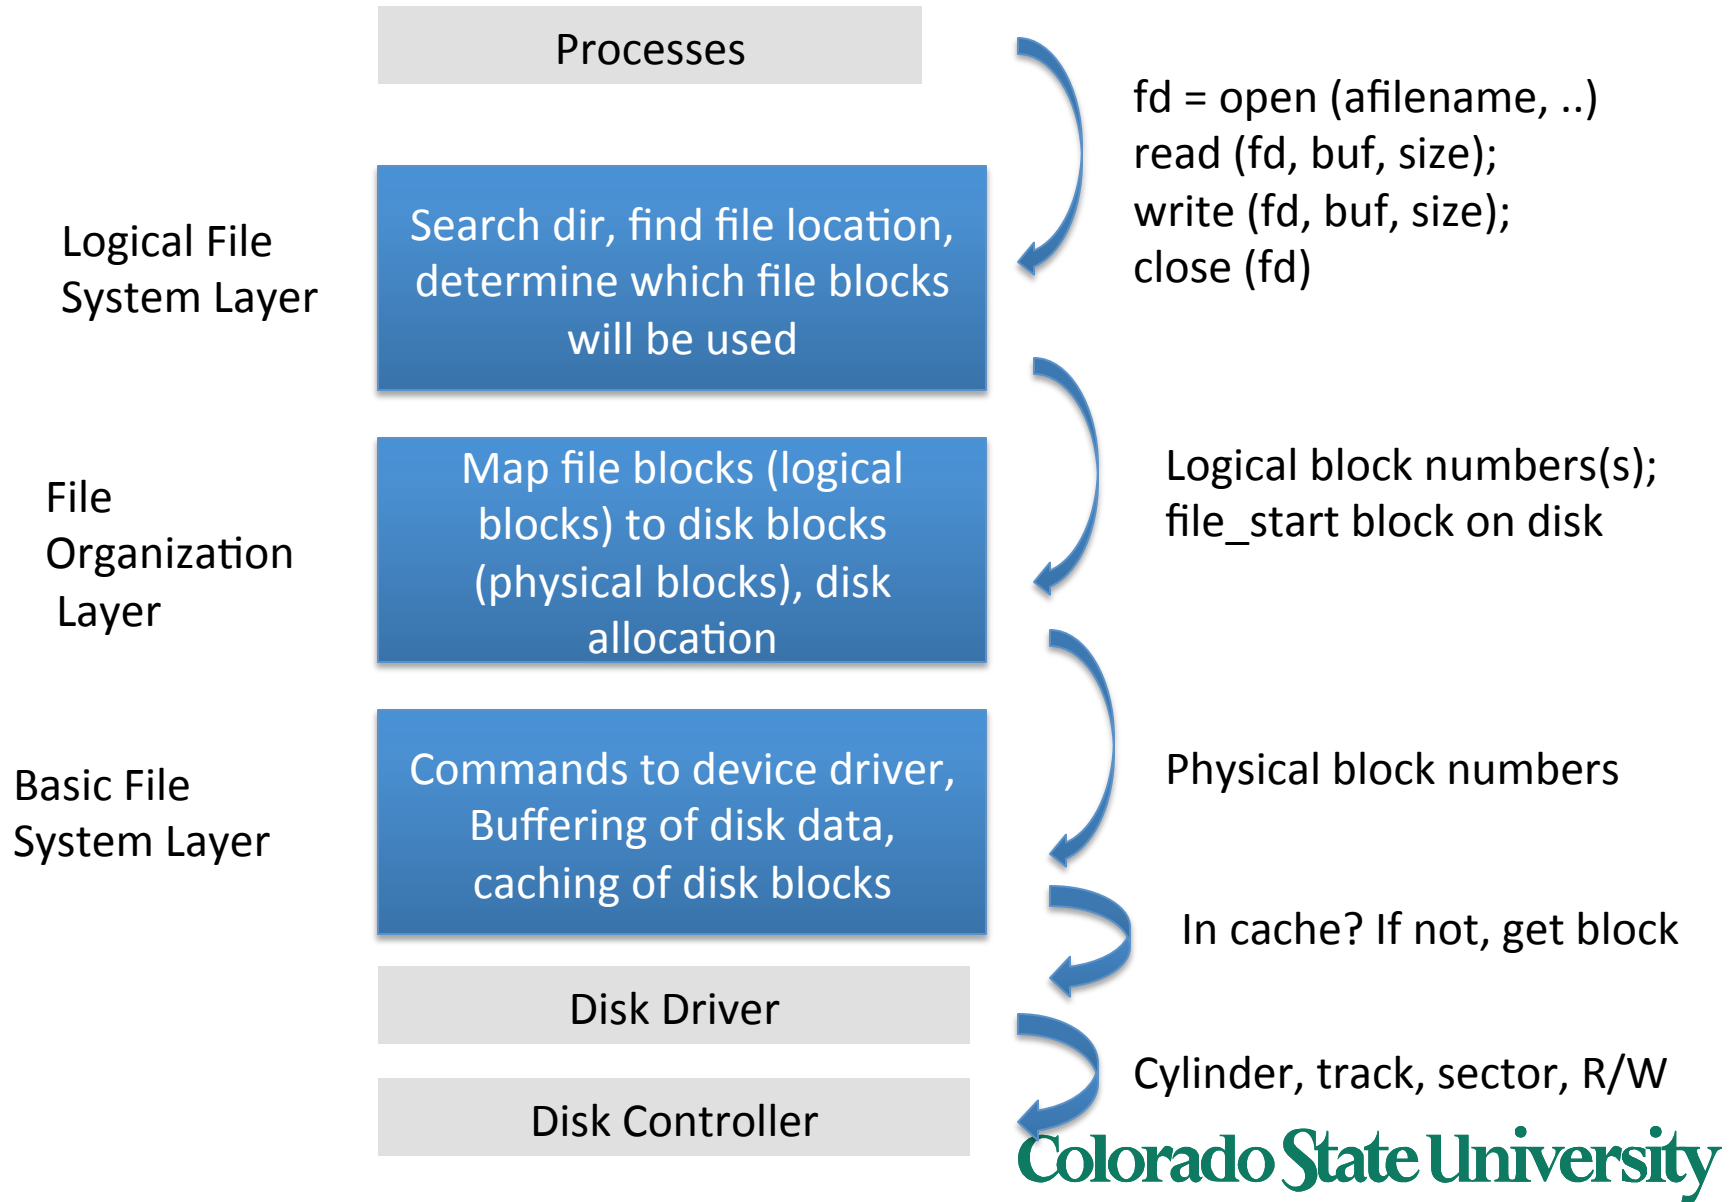 Processes
fd = open (afilename, ..)
read (fd, buf, size);
write (fd, buf, size);
close (fd)
Logical File
System Layer
Search dir, find file location,
determine which file blocks
will be used
Logical block numbers(s);
file_start block on disk
File
Organization
Layer
Map file blocks (logical
blocks) to disk blocks
(physical blocks), disk
allocation
Physical block numbers
Basic File
System Layer
Commands to device driver,
Buffering of disk data,
caching of disk blocks
In cache? If not, get block
Disk Driver
Cylinder, track, sector, R/W
Disk Controller
Colorado State University